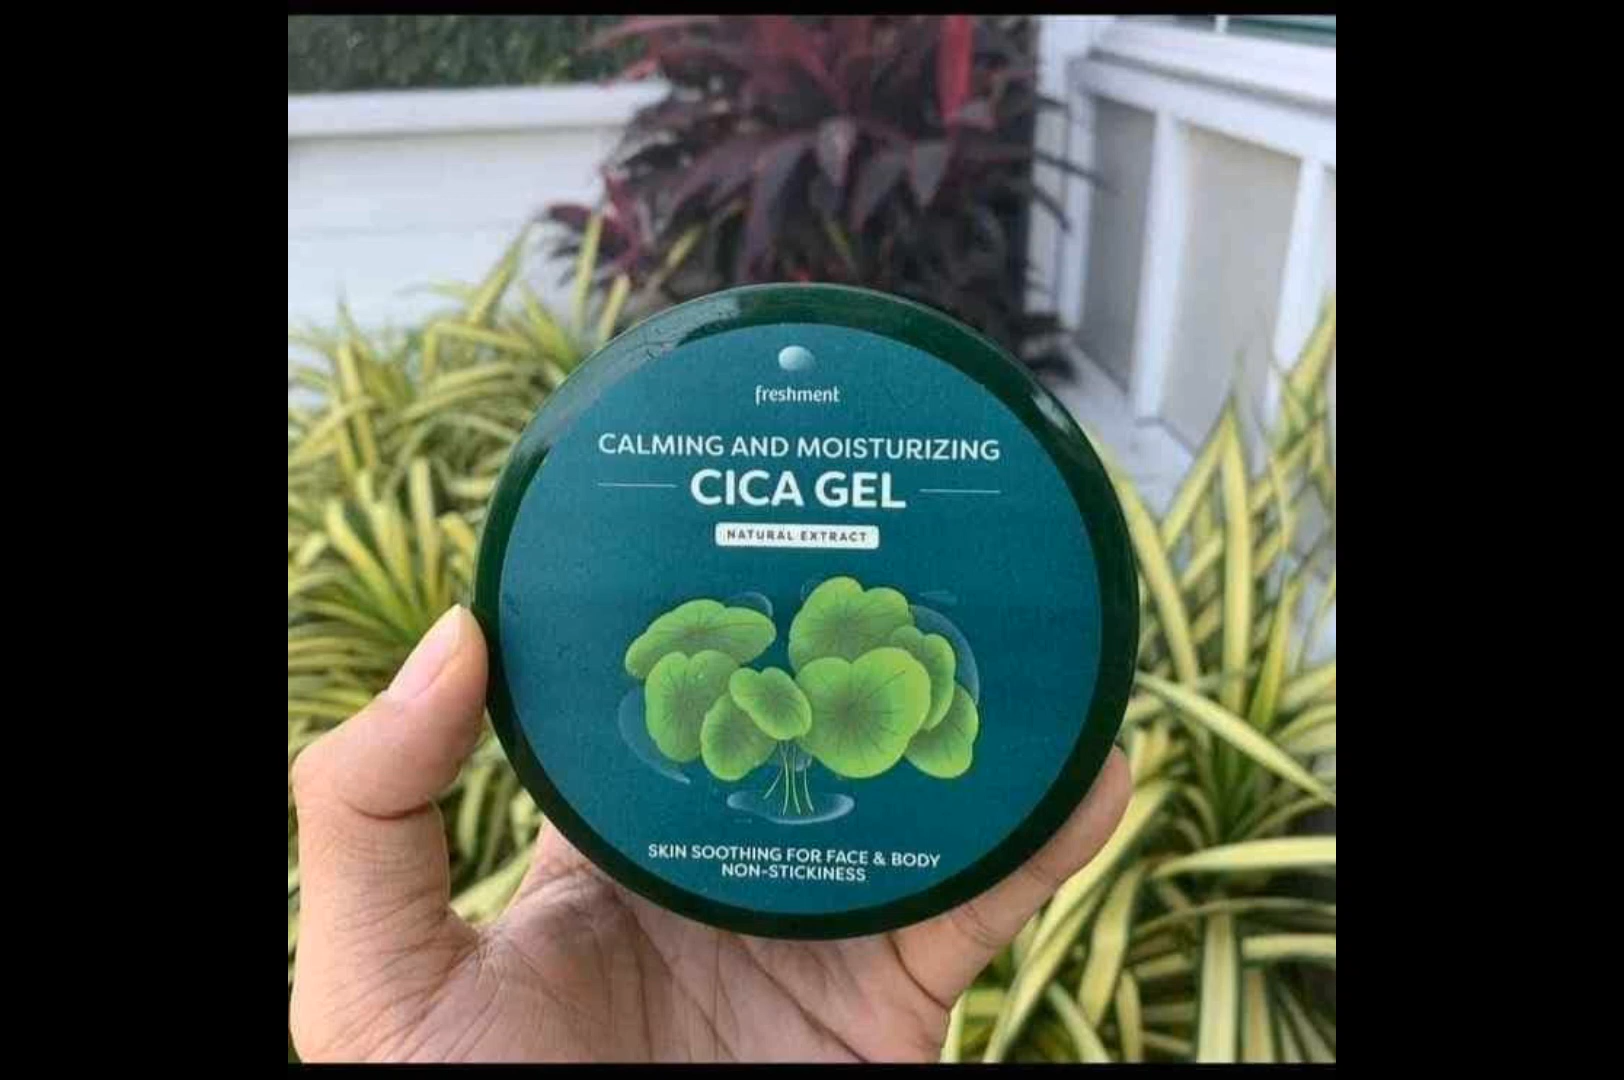 freshment
CALMING AND MOISTURIZING
CICA GEL
NATURAL EXTRACT
SKIN SOOTHING FOR FACE & BODY
NON-STICKINESS